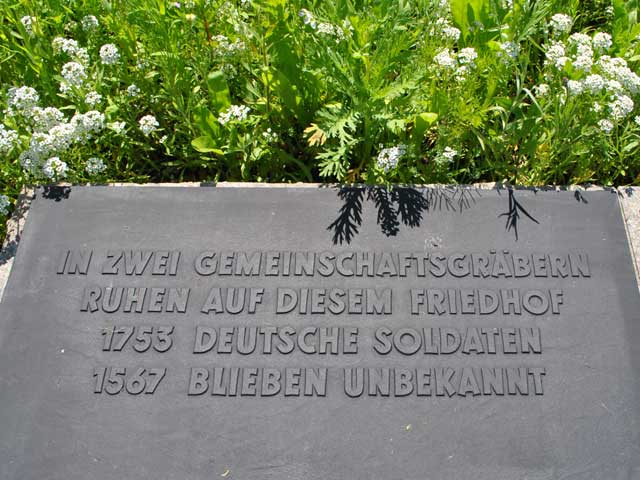 IN ZWEI GEMEINSCHAFTSGRÄBERN
RUHEN AUF DIESEM FRIEDHOF
1753 DEUTSCHE SOLDATEN
1567 BLIEBEN UNBEKANNT